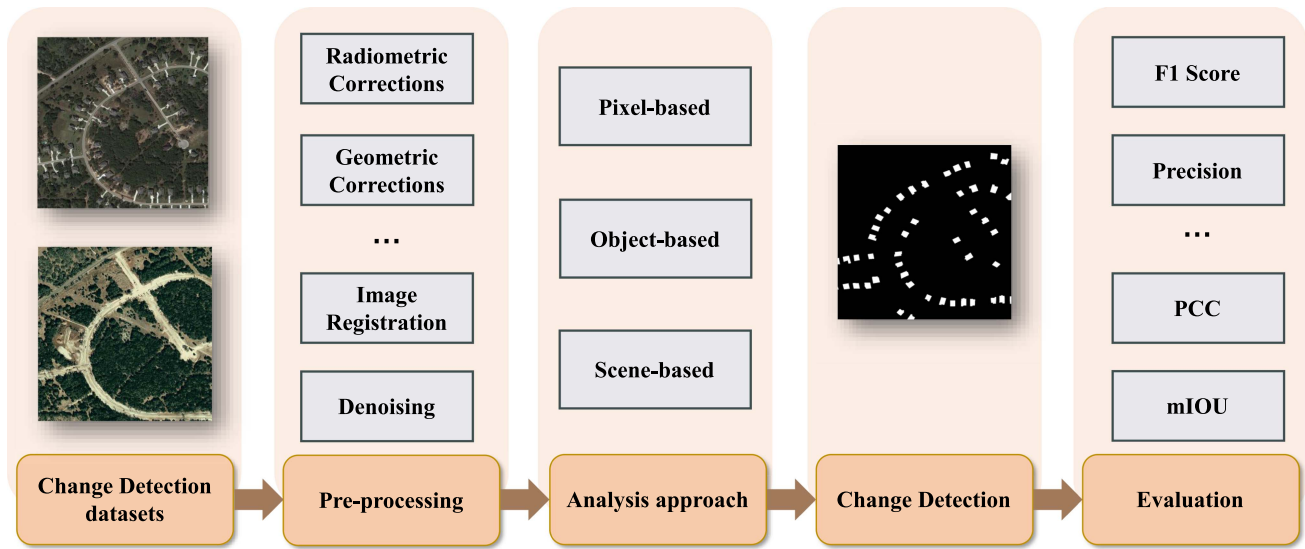 Radiometric
Corrections
Geometric
Corrections
...
Image
Registration
Denoising
Pixel-based
Object-based
Scene-based
F1 Score
Precision
...
PCC
mIOU
Change Detection
datasets
Pre-processing
Analysis approach
Change Detection
Evaluation